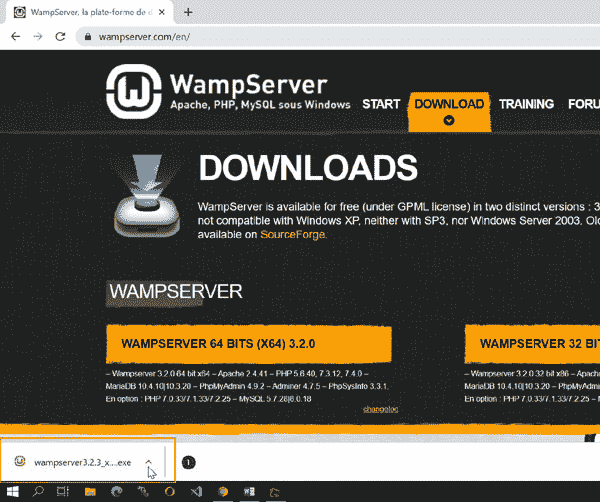 WampServer, la plate-forme de d
wampserver.com/en/
WampServer
Apache, PHP, MySQL sous Windows
START DOWNLOAD TRAINING FORU
DOWNLOADS
WampServer is available for free (under GPML license) in two distinct versions : 3
not compatible with Windows XP, neither with SP3, nor Windows Server 2003. Old
available on SourceForge.
WAMPSERVER
WAMPSERVER 64 BITS (X64) 3.2.0
WAMPSERVER 32 BIT
– Wampserver 3.2.0 64 bit x64 – Apache 2.4.41 – PHP 5.6.40, 7.3.12, 7.4.0 –
MariaDB 10.4.10|10.3.20 – PhpMyAdmin 4.9.2 – Adminer 4.7.5 – PhpSysInfo 3.3.1,
En option : PHP 7.0.33/7.1.33/7.2.25 – MySQL 5.7.28|8.0.18
changelog
– Wampserver 3.2.0 32 bit x86 – Apache
MariaDB 10.4.10|10.3.20 – PhpMyAdm
En option : PHP 7.0.33/7.1.33/7.2.25
wampserver3.2.3_x....exe
1